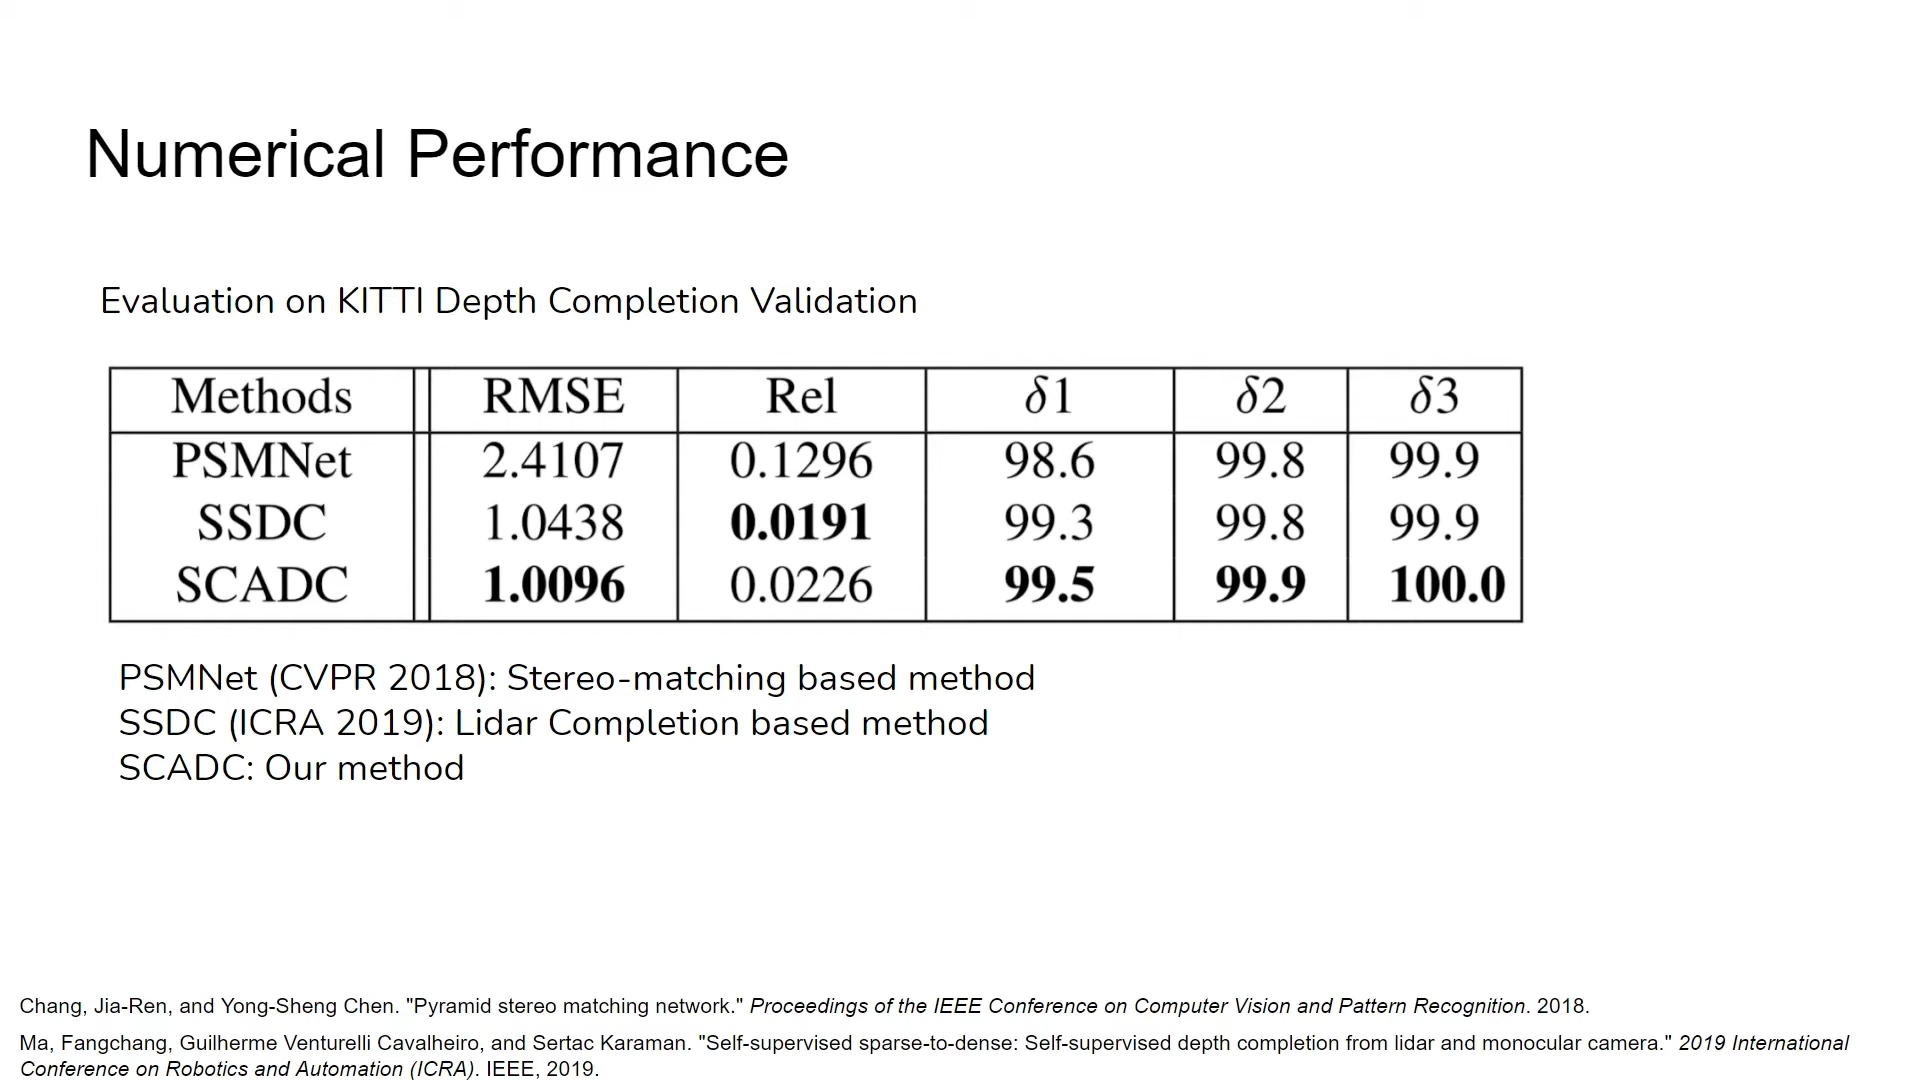 Numerical Performance
Evaluation on KITTI Depth Completion Validation
Methods RMSE Rel δ1 δ2 δ3
PSMNet 2.4107 0.1296 98.6 99.8 99.9
SSDC 1.0438 0.0191 99.3 99.8 99.9
SCADC 1.0096 0.0226 99.5 99.9 100.0
PSMNet (CVPR 2018): Stereo-matching based method
SSDC (ICRA 2019): Lidar Completion based method
SCADC: Our method
Chang, Jia-Ren, and Yong-Sheng Chen. "Pyramid stereo matching network." Proceedings of the IEEE Conference on Computer Vision and Pattern Recognition. 2018.
Ma, Fangchang, Guilherme Venturelli Cavalheiro, and Sertac Karaman. "Self-supervised sparse-to-dense: Self-supervised depth completion from lidar and monocular camera." 2019 International
Conference on Robotics and Automation (ICRA). IEEE, 2019.